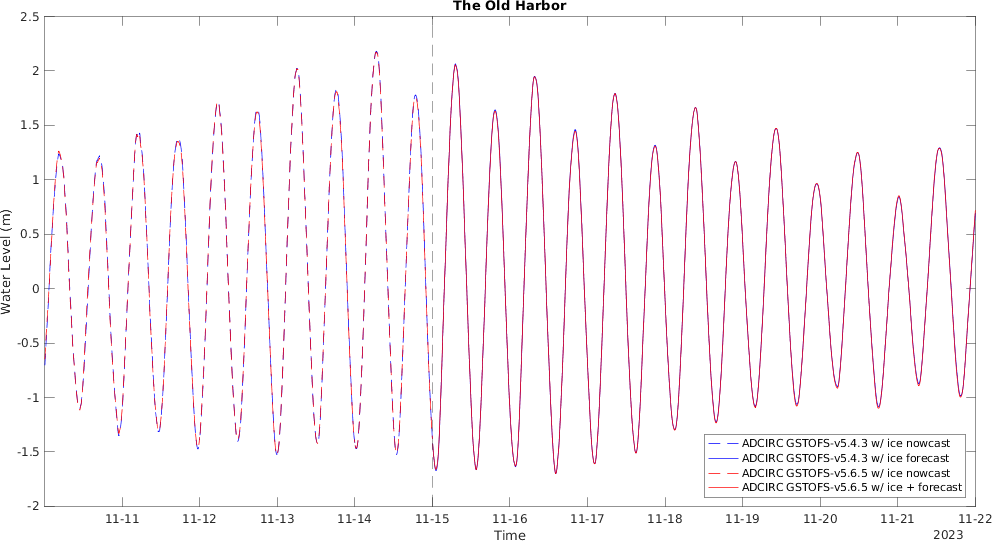 The Old Harbor
2.5
2
1.5
1
0.5
0
-0.5
-1
-1.5
-2
Water Level (m)
ADCIRC GSTOFS-v5.4.3 w/ ice nowcast
ADCIRC GSTOFS-v5.4.3 w/ ice forecast
ADCIRC GSTOFS-v5.6.5 w/ ice nowcast
ADCIRC GSTOFS-v5.6.5 w/ ice + forecast
11-11 11-12 11-13 11-14 11-15 11-16 11-17 11-18 11-19 11-20 11-21 11-22
Time
2023